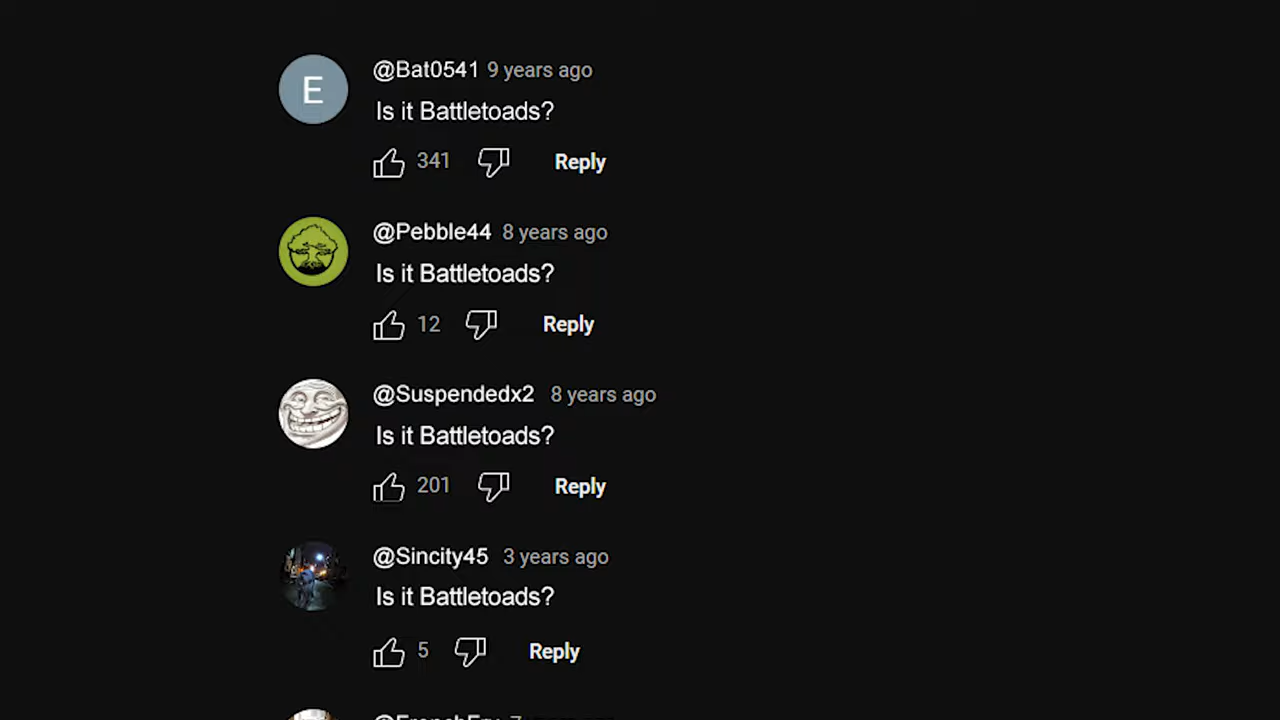 @Bat0541 9 years ago
Is it Battletoads?
341 Reply
@Pebble44 8 years ago
Is it Battletoads?
12 Reply
@Suspendedx2 8 years ago
Is it Battletoads?
201 Reply
@Sincity45 3 years ago
Is it Battletoads?
5 Reply